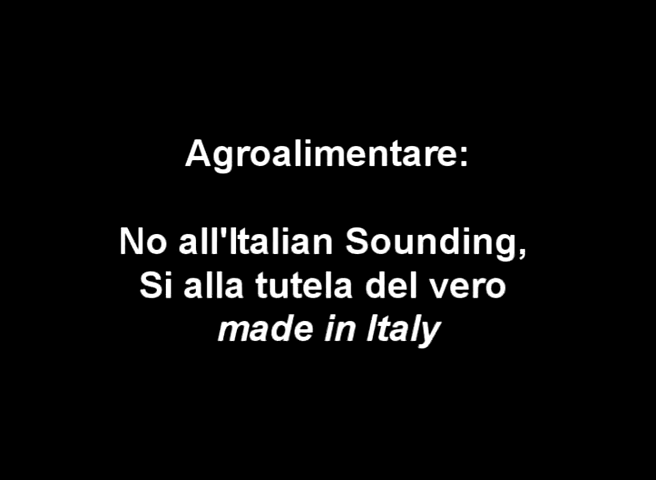 Agroalimentare:
No all'Italian Sounding,
Si alla tutela del vero
made in Italy